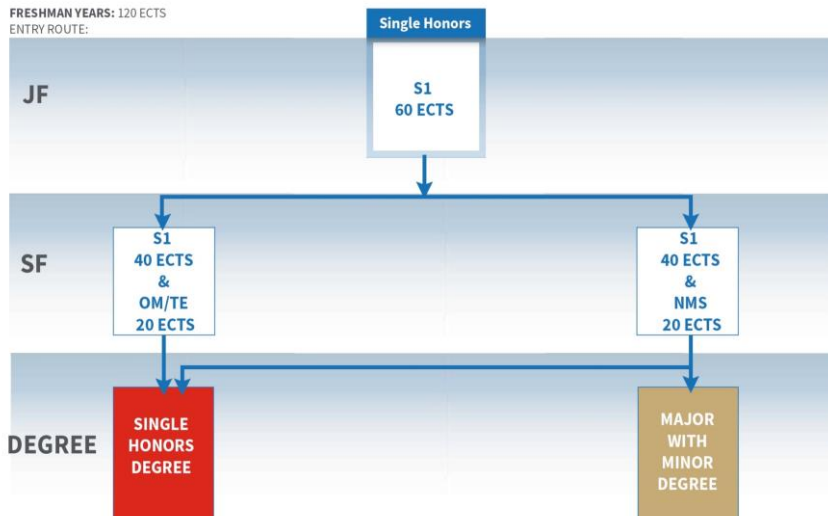 FRESHMAN YEARS: 120 ECTS
ENTRY ROUTE:
Single Honors
JF
S1
60 ECTS
SF
S1
40 ECTS
&
OM/TE
20 ECTS
S1
40 ECTS
&
NMS
20 ECTS
DEGREE
SINGLE
HONORS
DEGREE
MAJOR
WITH
MINOR
DEGREE